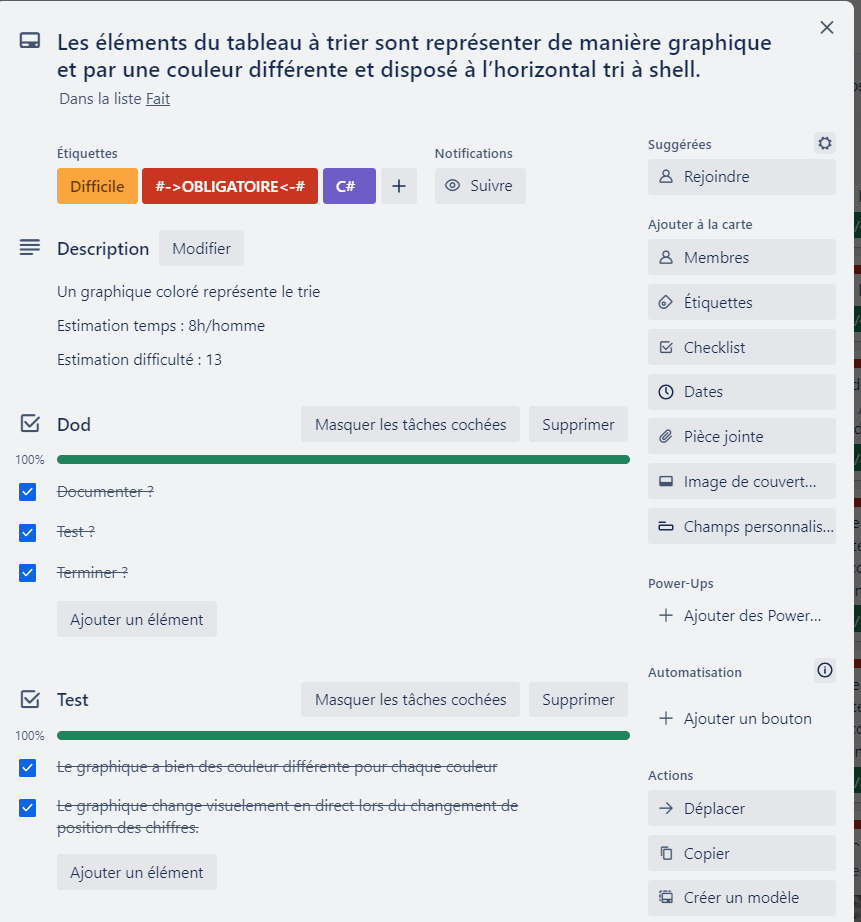 Les éléments du tableau à trier sont représenter de manière graphique
et par une couleur différente et disposé à l’horizontal tri à shell.
Dans la liste Fait
Étiquettes
Difficile
#->OBLIGATOIRE<-#
C#
Notifications
Suivre
Description
Modifier
Un graphique coloré représente le trie
Estimation temps : 8h/homme
Estimation difficulté : 13
Dod
Masquer les tâches cochées
Supprimer
100%
Documenter ?
Test ?
Terminer ?
Ajouter un élément
Test
Masquer les tâches cochées
Supprimer
100%
Le graphique a bien des couleur différente pour chaque couleur
Le graphique change visuelement en direct lors du changement de
position des chiffres.
Ajouter un élément
Suggérées
Rejoindre
Ajouter à la carte
Membres
Étiquettes
Checklist
Dates
Pièce jointe
Image de couvert...
Champs personnalis...
Power-Ups
Ajouter des Power...
Automatisation
Ajouter un bouton
Actions
Déplacer
Copier
Créer un modèle